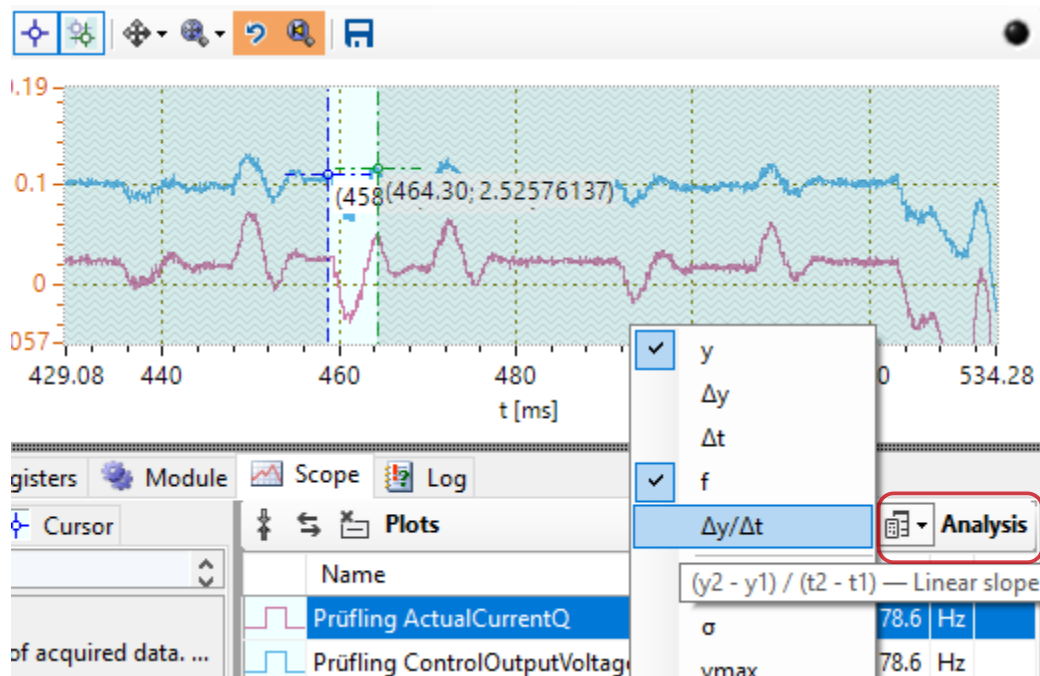 .19
0.1
0
057
(458
(464.30; 2.52576137)
429.08 440 460 480 0 534.28
t [ms]
y
Δy
Δt
f
Δy/Δt
(y2 - y1) / (t2 - t1) — Linear slope
σ
ymax
gisters Module Scope Log
Cursor
Plots
Analysis
Name
Prüfling ActualCurrentQ 78.6 Hz
of acquired data. ...
Prüfling ControlOutputVoltage 78.6 Hz